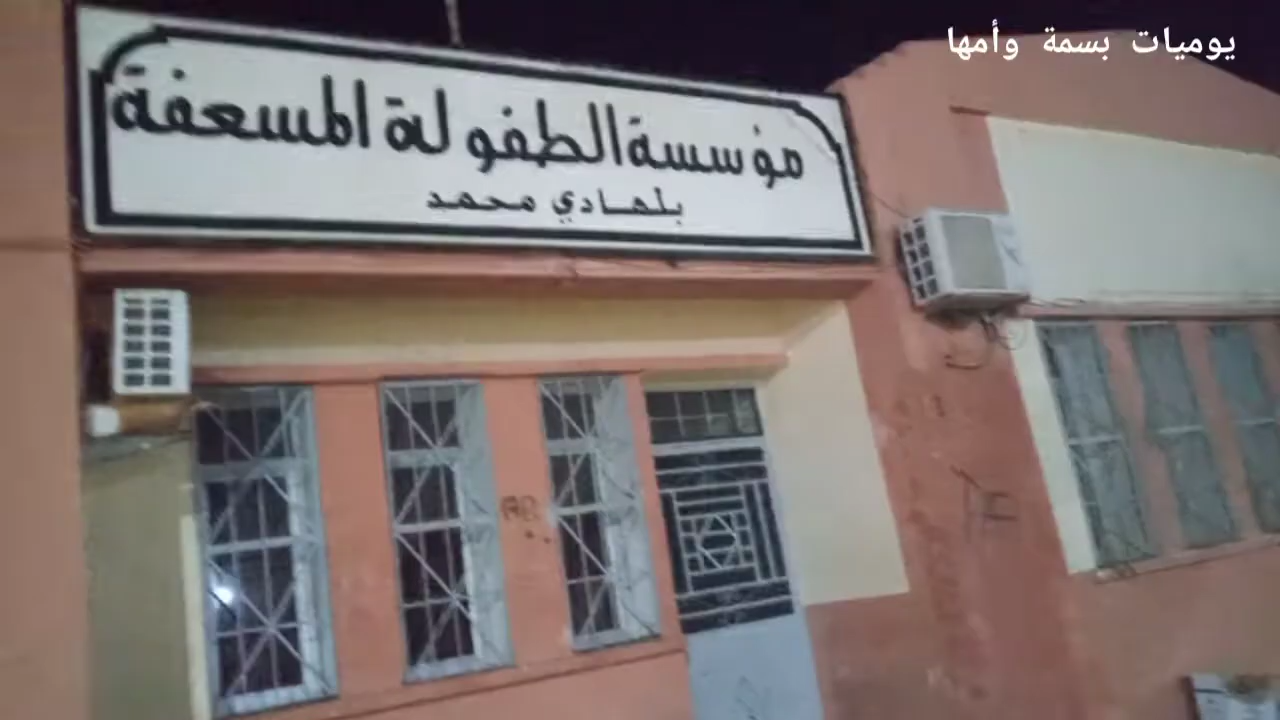 يوميات بسمة وأمها
مؤسسة الطفولة المسعفة
بلهادي محمد